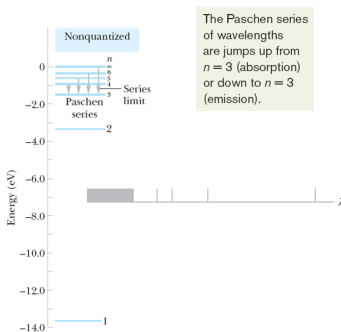 The Paschen series
of wavelengths
are jumps up from
n = 3 (absorption)
or down to n = 3
(emission).
Nonquantized
n
∞
6
5
4
3
Series
limit
Paschen
series
2
1
Energy (eV)
0
−2.0
−4.0
−6.0
−8.0
−10.0
−12.0
−14.0